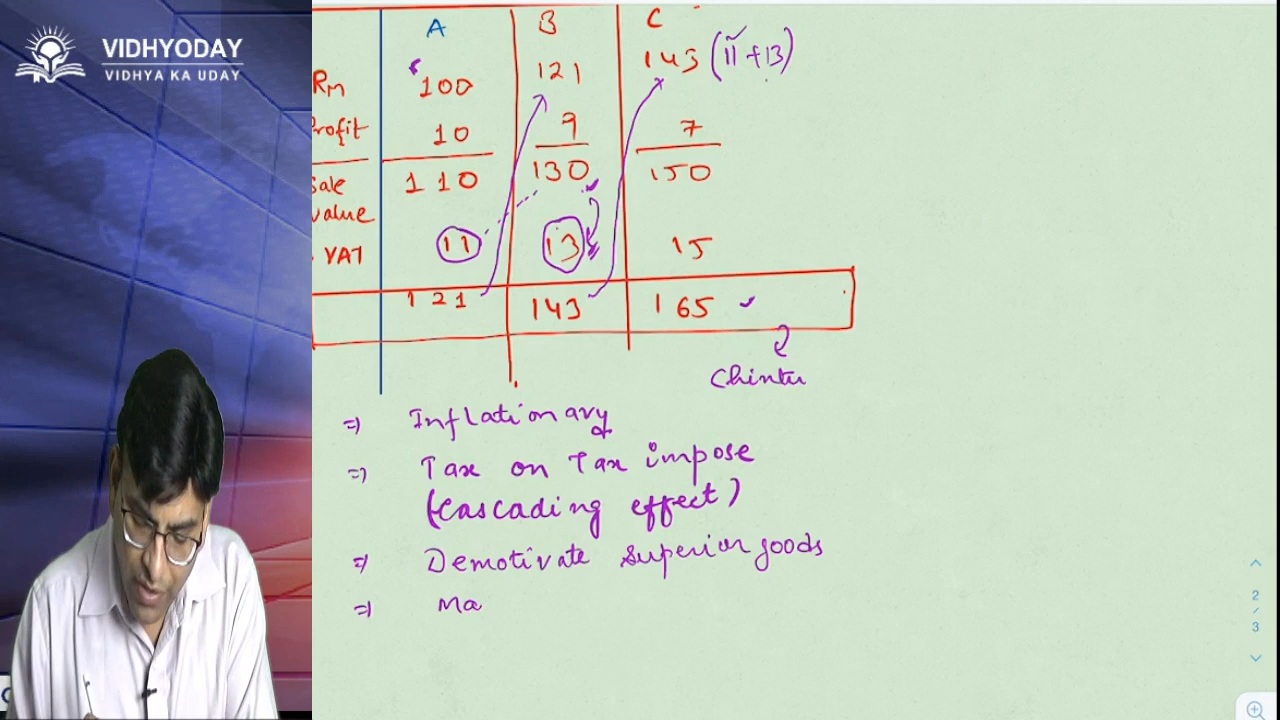 VIDHYODAY
VIDHYA KA UDAY
A B C
RM 100 121 143 (11+13)
Profit 10 9 7
Sale value 110 130 150
VAT 11 13 15
121 143 165
Chintu
⇒ Inflationary
⇒ Tax on Tax impose
(Cascading effect)
⇒ Demotivate superior goods
⇒ Ma
2
/
3